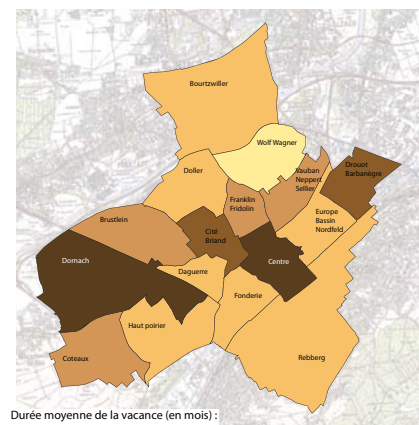 Bourtzwiller
Wolf Wagner
Drouot
Barbanègre
Doller
Vauban
Neppert
Sellier
Franklin
Fridolin
Europe
Bassin
Nordfeld
Brustlein
Cité
Briand
Dornach
Centre
Daguerre
Fonderie
Haut poirier
Coteaux
Rebberg
Durée moyenne de la vacance (en mois) :